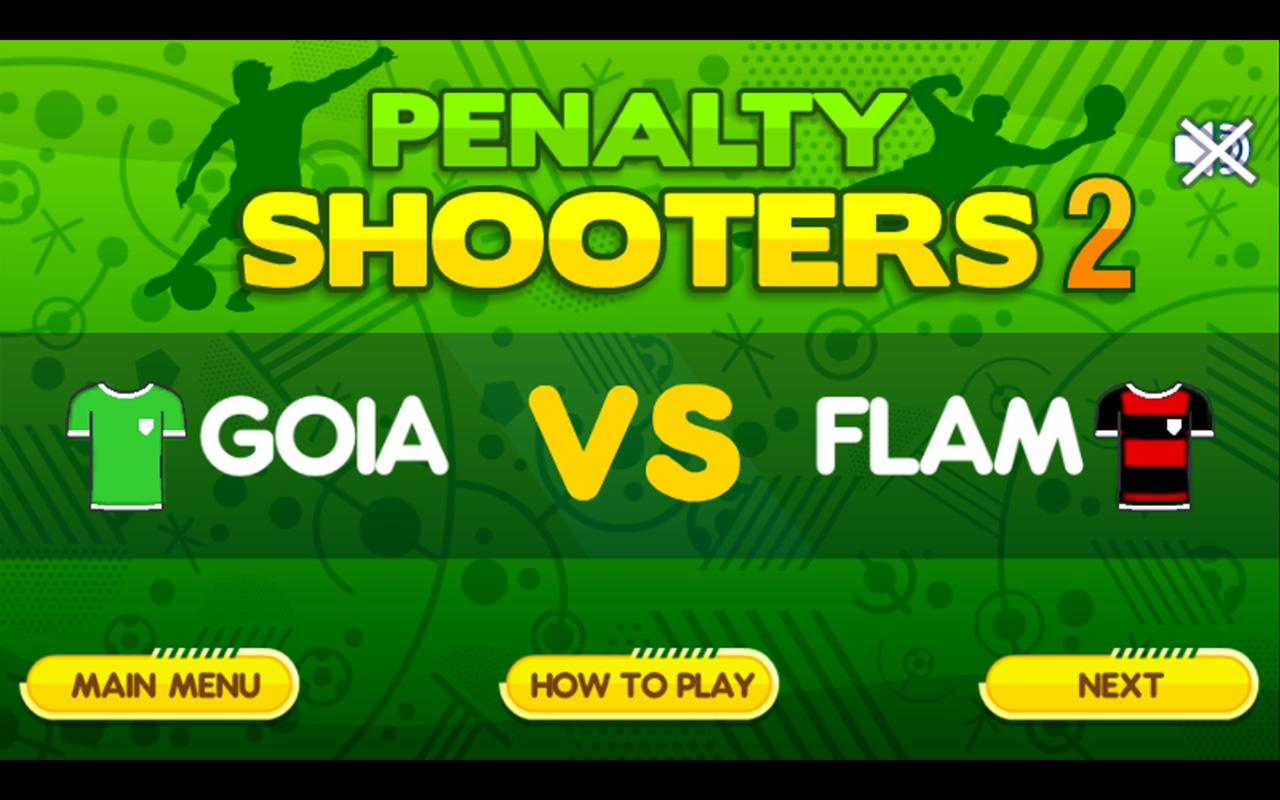 PENALTY
SHOOTERS 2
GOIA VS FLAM
MAIN MENU
HOW TO PLAY
NEXT